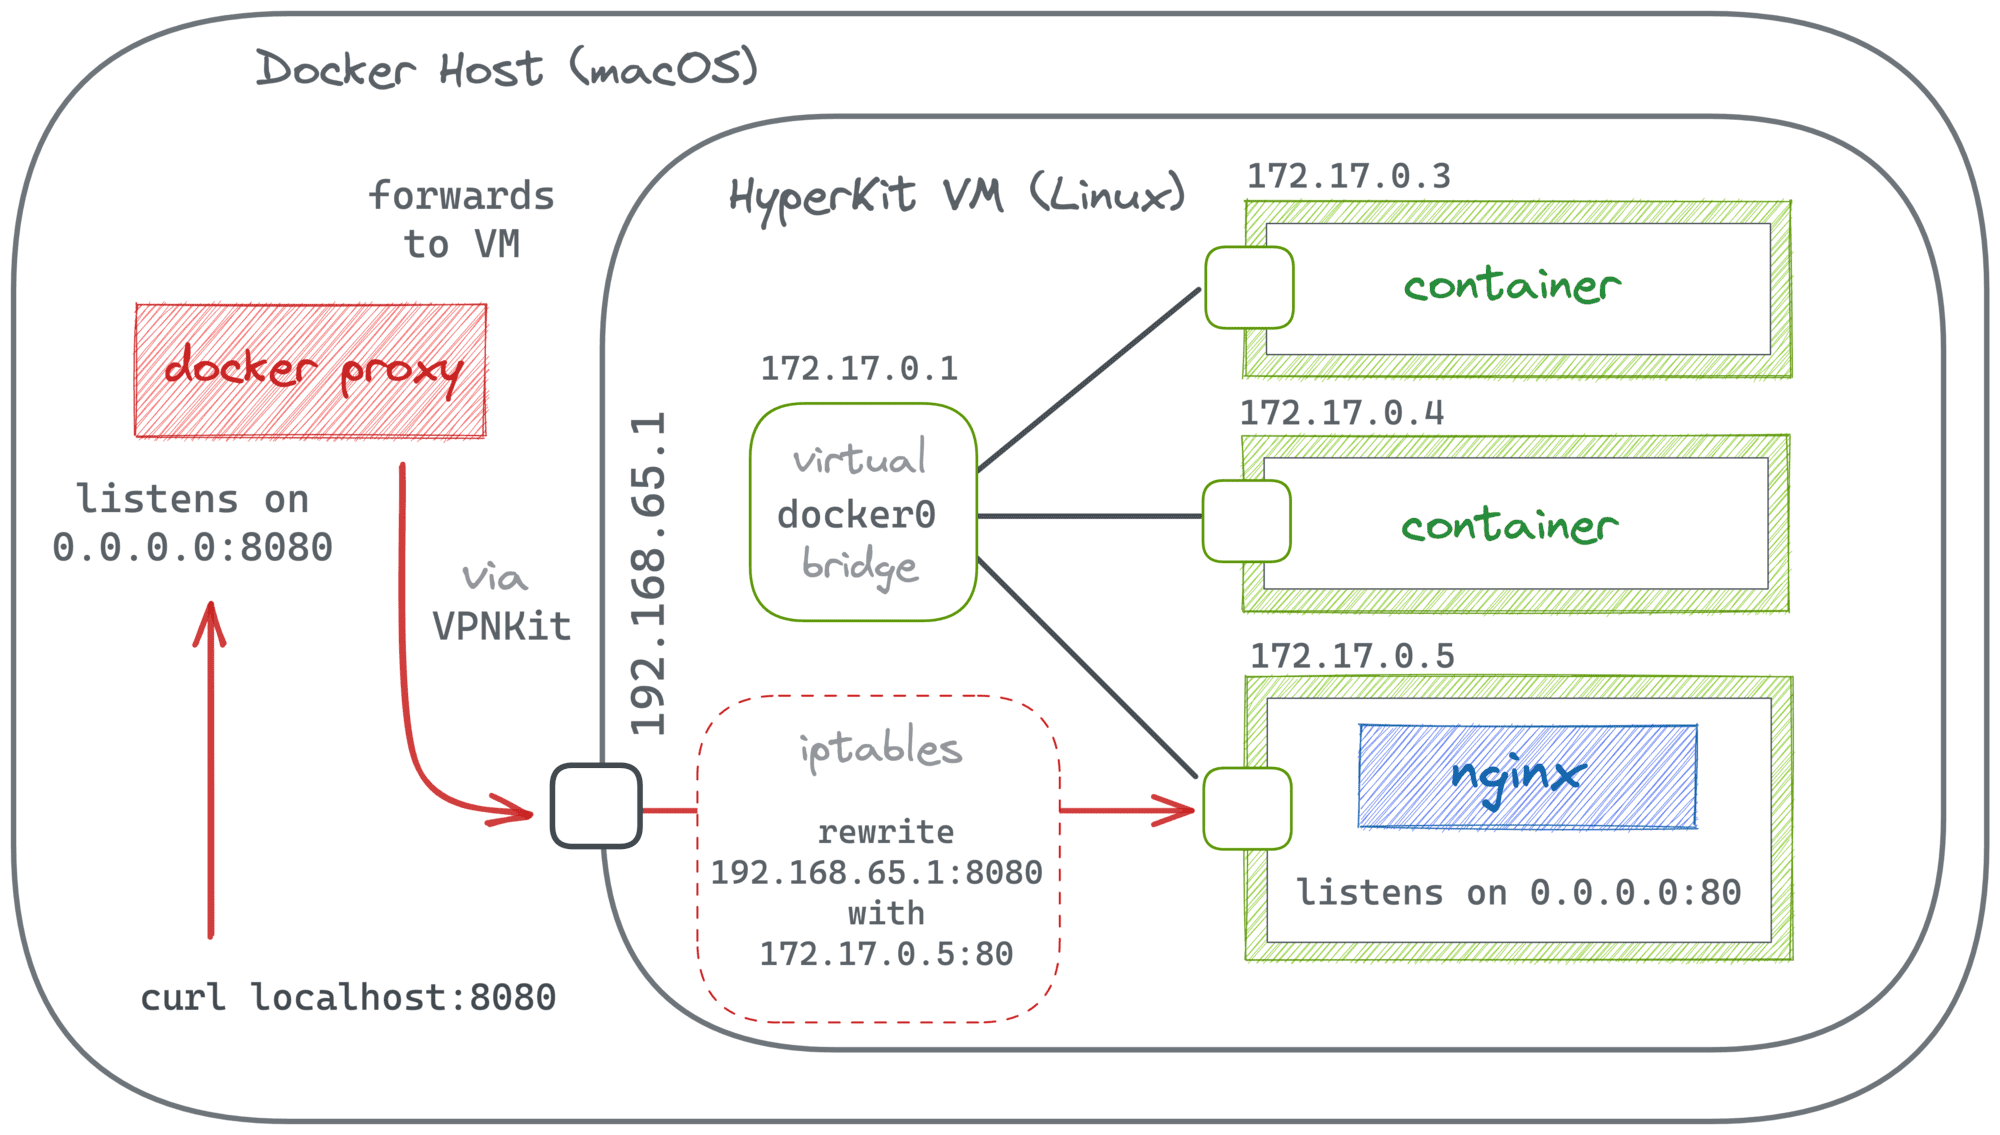 Docker Host (macOS)
forwards
to VM
docker proxy
listens on
0.0.0.0:8080
via
VPNKit
curl localhost:8080
HyperKit VM (Linux)
192.168.65.1
172.17.0.1
virtual
docker0
bridge
iptables
rewrite
192.168.65.1:8080
with
172.17.0.5:80
172.17.0.3
container
172.17.0.4
container
172.17.0.5
nginx
listens on 0.0.0.0:80